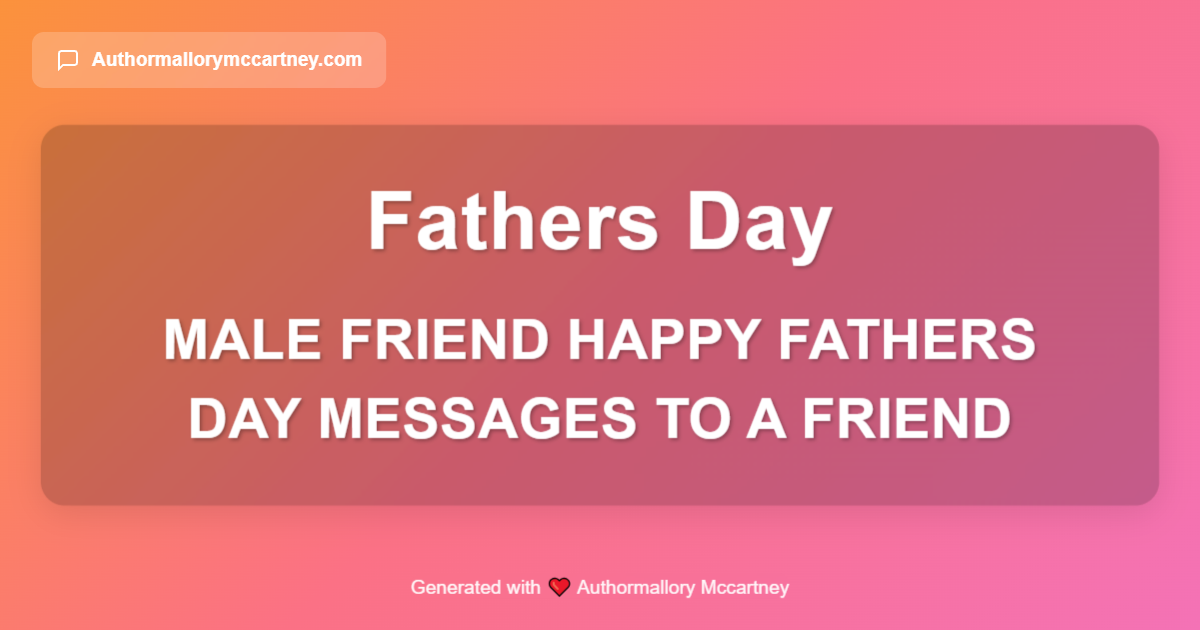 Authormallorymccartney.com
Fathers Day
MALE FRIEND HAPPY FATHERS
DAY MESSAGES TO A FRIEND
Generated with ❤️ Authormallory Mccartney